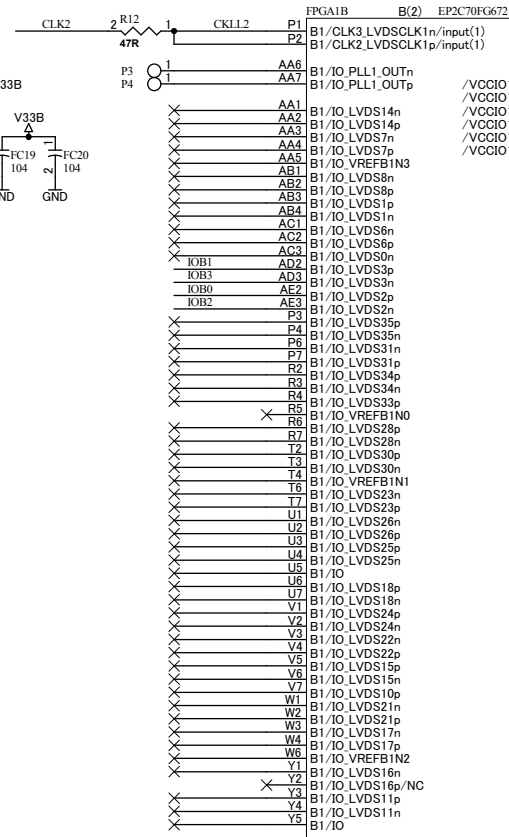 FPGA1B B(2) EP2C70FG672
CLK2 2 R12 1 CKLL2 P1 B1/CLK3_LVDSCLK1n/input(1)
47R P2 B1/CLK2_LVDSCLK1p/input(1)
P3 1 AA6 B1/IO_PLL1_OUTn
P4 1 AA7 B1/IO_PLL1_OUTp /VCCIO
33B /VCCIO
AA1 B1/IO_LVDS14n /VCCIO
V33B AA2 B1/IO_LVDS14p /VCCIO
AA3 B1/IO_LVDS7n /VCCIO
1 AA4 B1/IO_LVDS7p /VCCIO
FC19 FC20 AA5 B1/IO_VREFB1N3
104 2 104 AB1 B1/IO_LVDS8n
AB2 B1/IO_LVDS8p
ND GND AB3 B1/IO_LVDS1p
AB4 B1/IO_LVDS1n
AC1 B1/IO_LVDS6n
AC2 B1/IO_LVDS6p
AC3 B1/IO_LVDS0n
IOB1 AD2 B1/IO_LVDS3p
IOB3 AD3 B1/IO_LVDS3n
IOB0 AE2 B1/IO_LVDS2p
IOB2 AE3 B1/IO_LVDS2n
P3 B1/IO_LVDS35p
P4 B1/IO_LVDS35n
P6 B1/IO_LVDS31n
P7 B1/IO_LVDS31p
R2 B1/IO_LVDS34p
R3 B1/IO_LVDS34n
R4 B1/IO_LVDS33p
R5 B1/IO_VREFB1N0
R6 B1/IO_LVDS28p
R7 B1/IO_LVDS28n
T2 B1/IO_LVDS30p
T3 B1/IO_LVDS30n
T4 B1/IO_VREFB1N1
T6 B1/IO_LVDS23n
T7 B1/IO_LVDS23p
U1 B1/IO_LVDS26n
U2 B1/IO_LVDS26p
U3 B1/IO_LVDS25p
U4 B1/IO_LVDS25n
U5 B1/IO
U6 B1/IO_LVDS18p
U7 B1/IO_LVDS18n
V1 B1/IO_LVDS24p
V2 B1/IO_LVDS24n
V3 B1/IO_LVDS22n
V4 B1/IO_LVDS22p
V5 B1/IO_LVDS15p
V6 B1/IO_LVDS15n
V7 B1/IO_LVDS10p
W1 B1/IO_LVDS21n
W2 B1/IO_LVDS21p
W3 B1/IO_LVDS17n
W4 B1/IO_LVDS17p
W6 B1/IO_VREFB1N2
Y1 B1/IO_LVDS16n
Y2 B1/IO_LVDS16p/NC
Y3 B1/IO_LVDS11p
Y4 B1/IO_LVDS11n
Y5 B1/IO